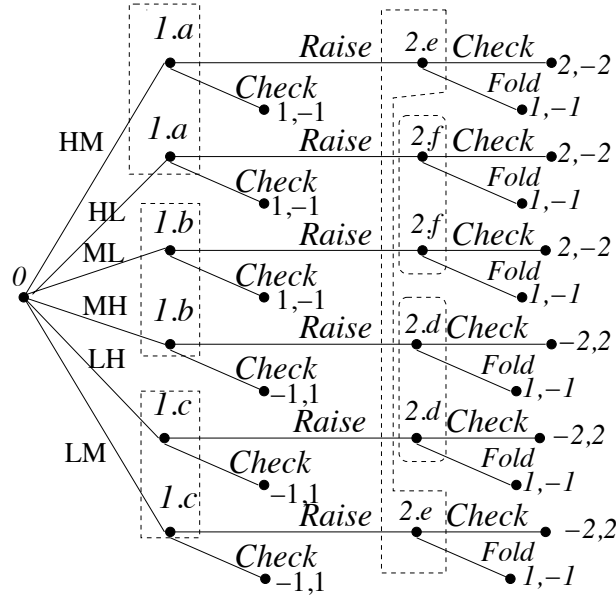 1.a Raise 2.e Check 2,−2
Check 1,−1 Fold 1,−1
HM
1.a Raise 2.f Check 2,−2
Check 1,−1 Fold 1,−1
HL
1.b Raise 2.f Check 2,−2
ML
0 Check 1,−1 Fold 1,−1
MH
1.b Raise 2.d Check −2,2
Check −1,1 Fold 1,−1
LH
1.c Raise 2.d Check −2,2
Check −1,1 Fold 1,−1
LM
1.c Raise 2.e Check −2,2
Check −1,1 Fold 1,−1